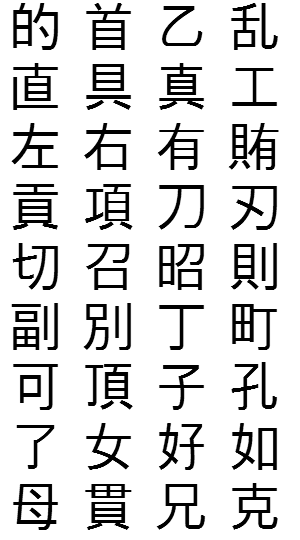 的 首 乙 乱
直 具 真 工
左 右 有 賄
貢 項 刀 刃
切 召 昭 則
副 別 丁 町
可 頂 子 孔
了 女 好 如
母 貫 兄 克